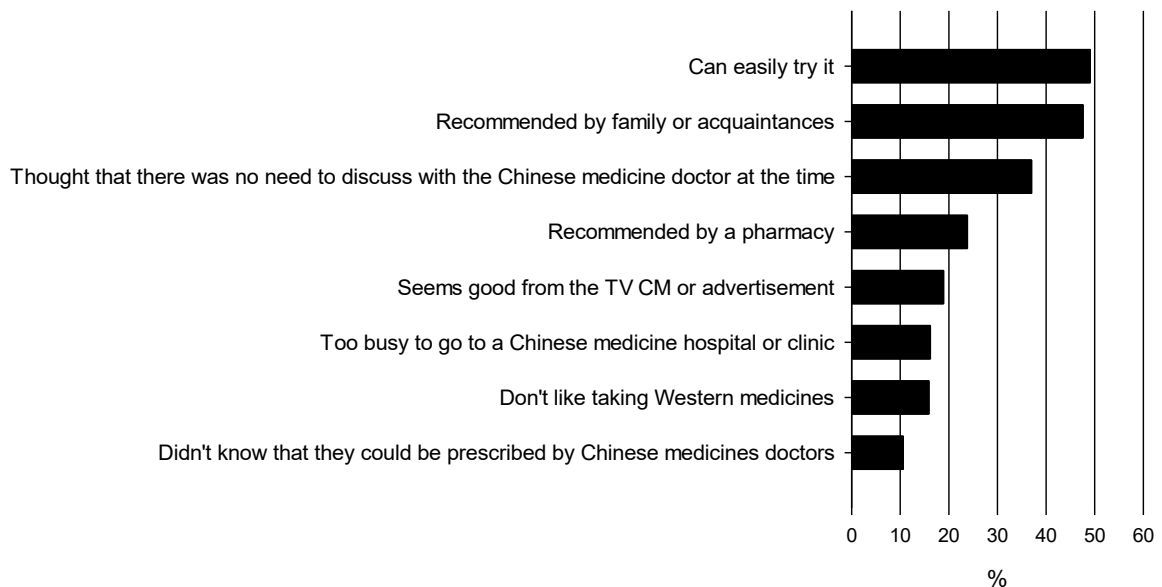 Can easily try it
Recommended by family or acquaintances
Thought that there was no need to discuss with the Chinese medicine doctor at the time
Recommended by a pharmacy
Seems good from the TV CM or advertisement
Too busy to go to a Chinese medicine hospital or clinic
Don't like taking Western medicines
Didn't know that they could be prescribed by Chinese medicines doctors
0 10 20 30 40 50 60
%